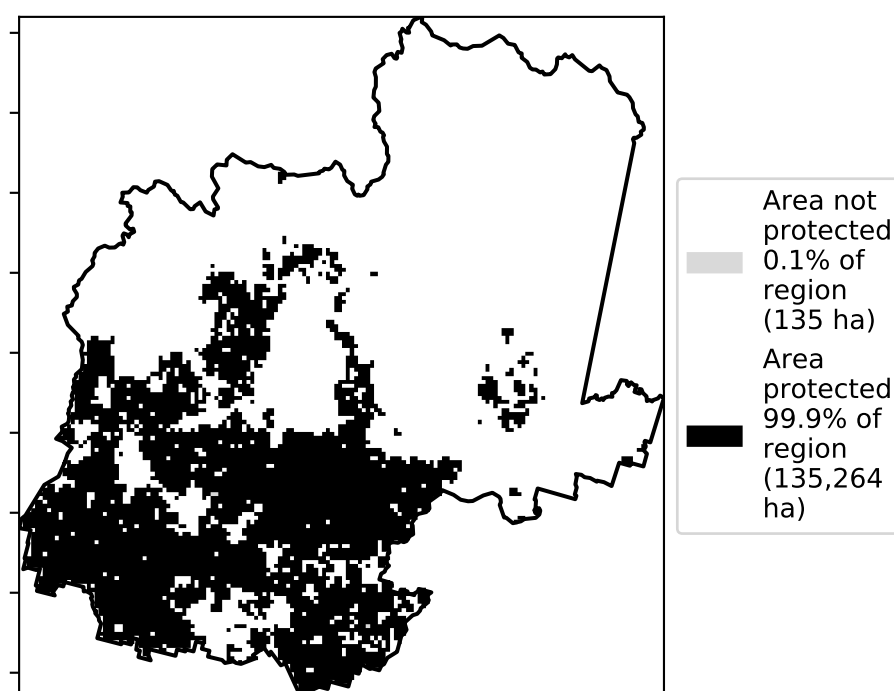 Area not
protected
0.1% of
region
(135 ha)
Area
protected
99.9% of
region
(135,264
ha)